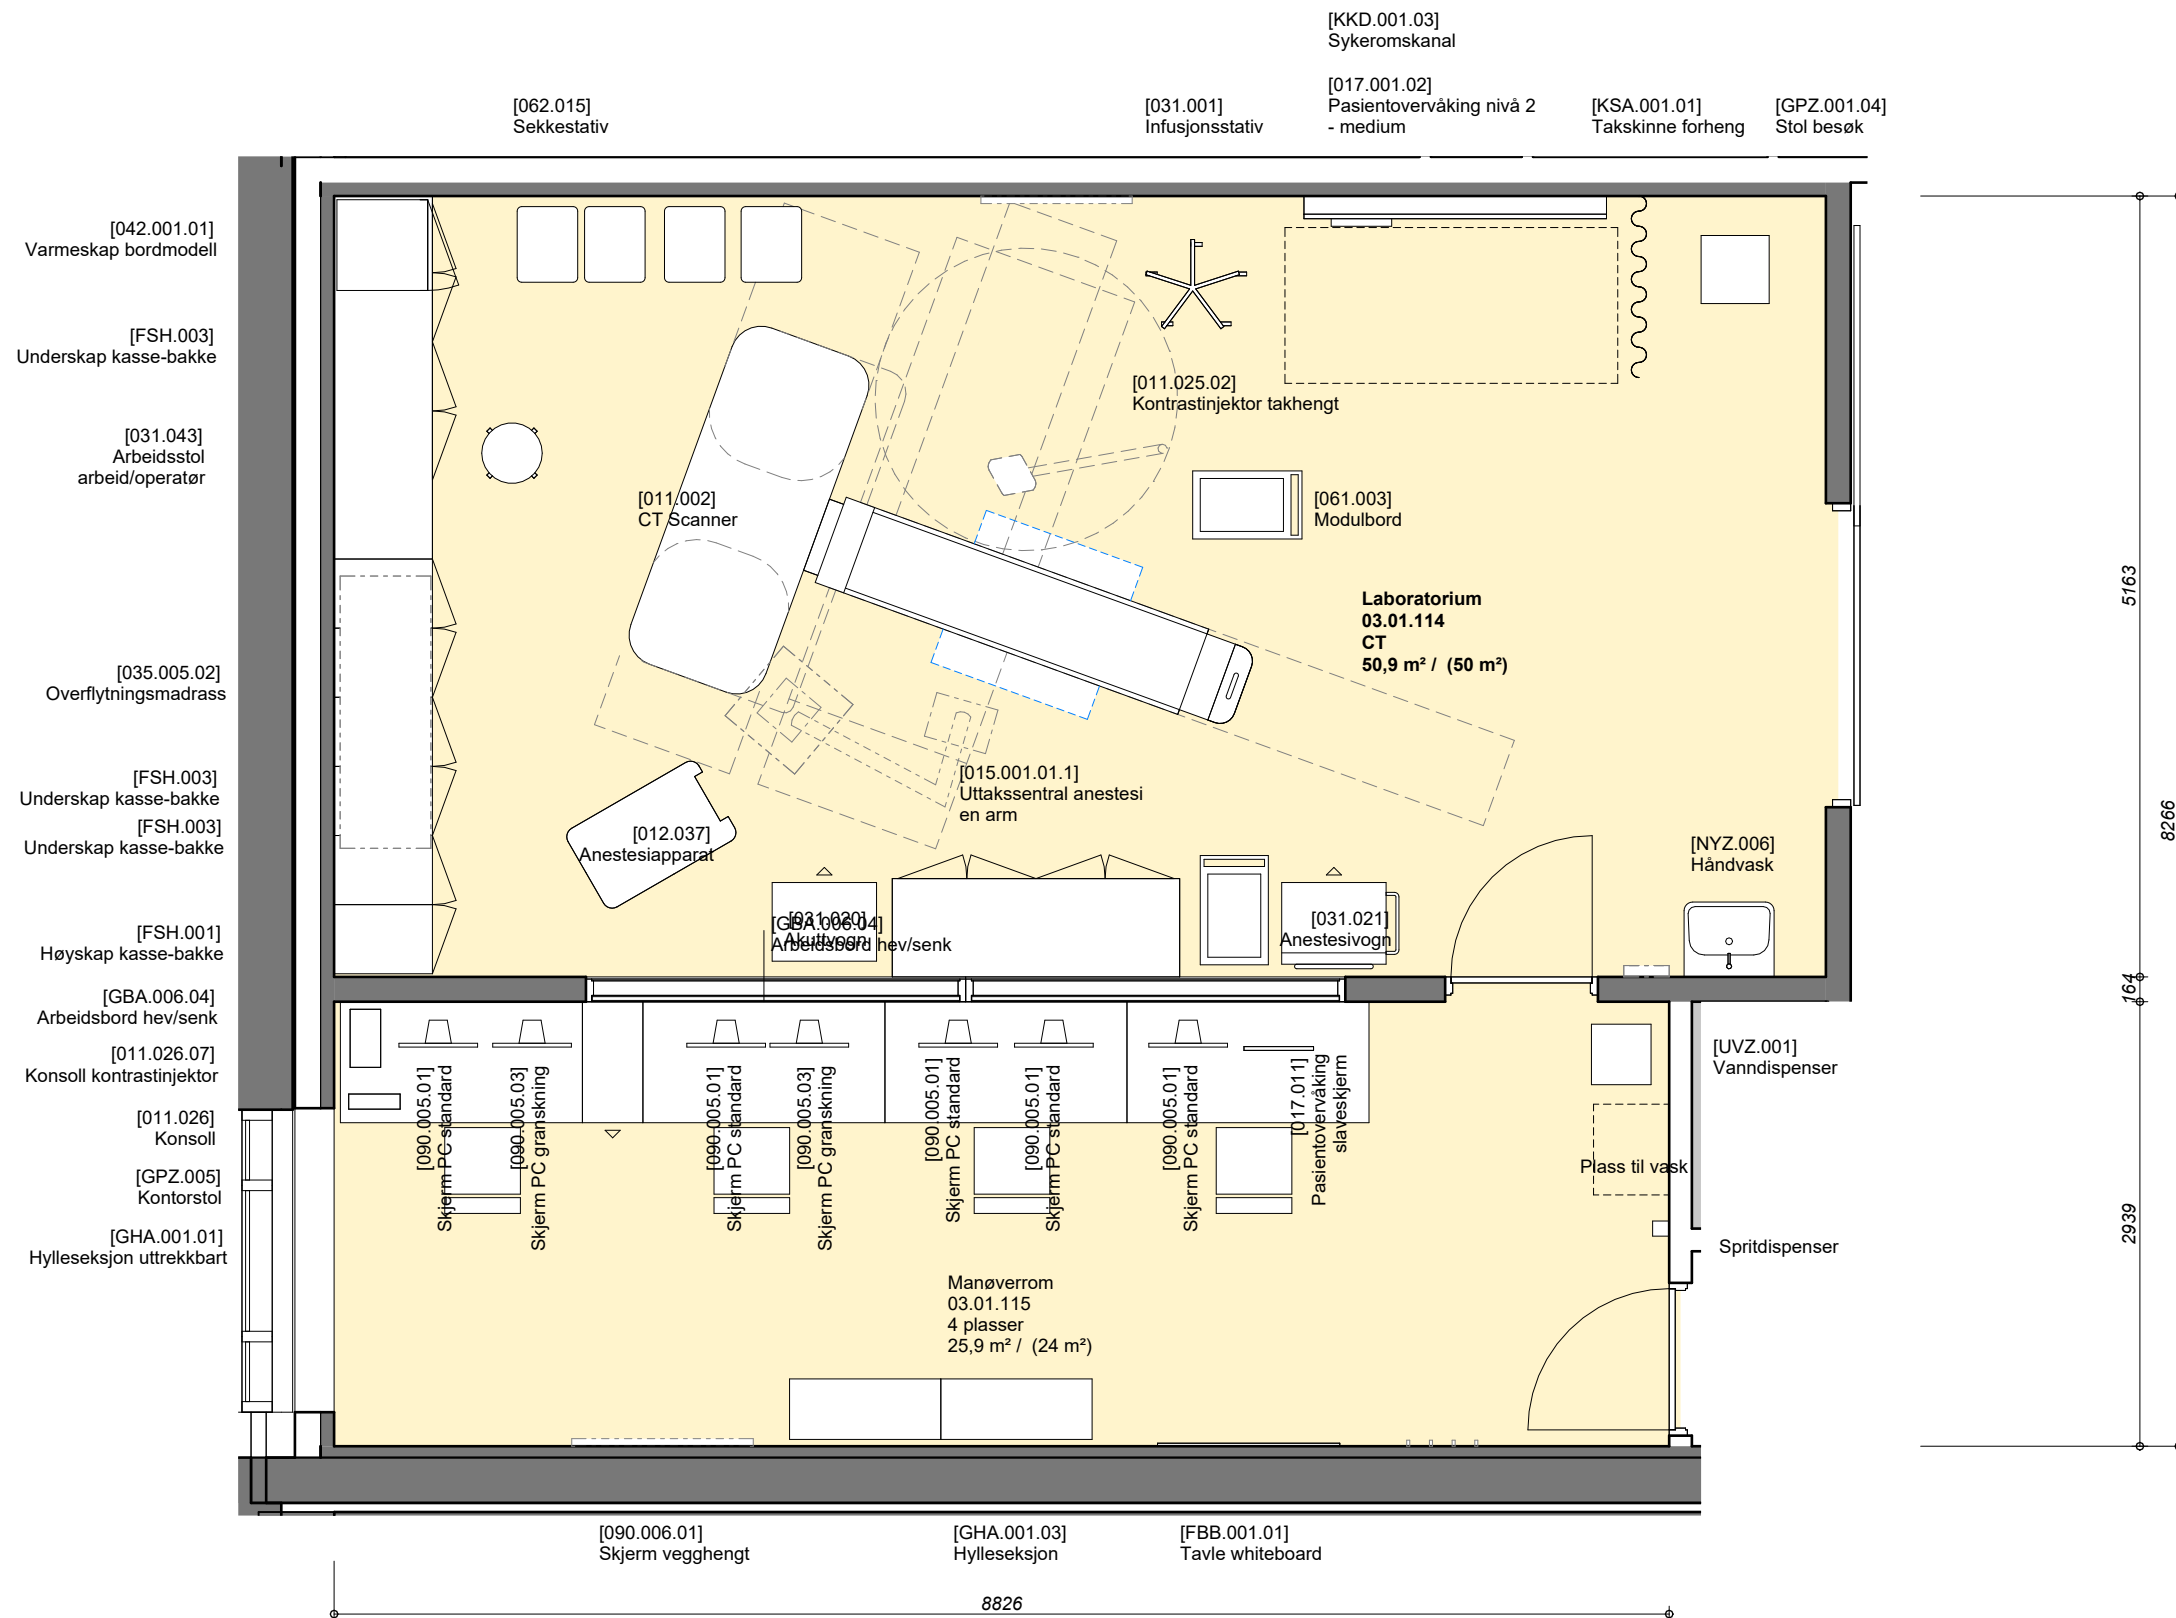 [KKD.001.03]
Sykeromskanal
[062.015]
Sekkestativ
[031.001]
Infusjonsstativ
[017.001.02]
Pasientovervåking nivå 2
- medium
[KSA.001.01]
Takskinne forheng
[GPZ.001.04]
Stol besøk
[042.001.01]
Varmeskap bordmodell
[FSH.003]
Underskap kasse-bakke
[031.043]
Arbeidsstol
arbeid/operatør
[035.005.02]
Overflytningsmadrass
[FSH.003]
Underskap kasse-bakke
[FSH.003]
Underskap kasse-bakke
[FSH.001]
Høyskap kasse-bakke
[GBA.006.04]
Arbeidsbord hev/senk
[011.026.07]
Konsoll kontrastinjektor
[011.026]
Konsoll
[GPZ.005]
Kontorstol
[GHA.001.01]
Hylleseksjon uttrekkbart
[011.025.02]
Kontrastinjektor takhengt
[011.002]
CT Scanner
[061.003]
Modulbord
Laboratorium
03.01.114
CT
50,9 m² / (50 m²)
[015.001.01.1]
Uttakssentral anestesi
en arm
[012.037]
Anestesiapparat
[031.020]
Akuttvogn
[GBA.006.04]
Arbeidsbord hev/senk
[031.021]
Anestesivogn
[NYZ.006]
Håndvask
[090.005.01]
Skjerm PC standard
[090.005.03]
Skjerm PC granskning
[090.005.01]
Skjerm PC standard
[090.005.03]
Skjerm PC granskning
[090.005.01]
Skjerm PC standard
[090.005.01]
Skjerm PC standard
[090.005.01]
Skjerm PC standard
[017.011]
Pasientovervåking
slaveskjerm
[UVZ.001]
Vanndispenser
Plass til vask
Spritdispenser
Manøverrom
03.01.115
4 plasser
25,9 m² / (24 m²)
[090.006.01]
Skjerm vegghengt
[GHA.001.03]
Hylleseksjon
[FBB.001.01]
Tavle whiteboard
8826
5163
164
2939
8266